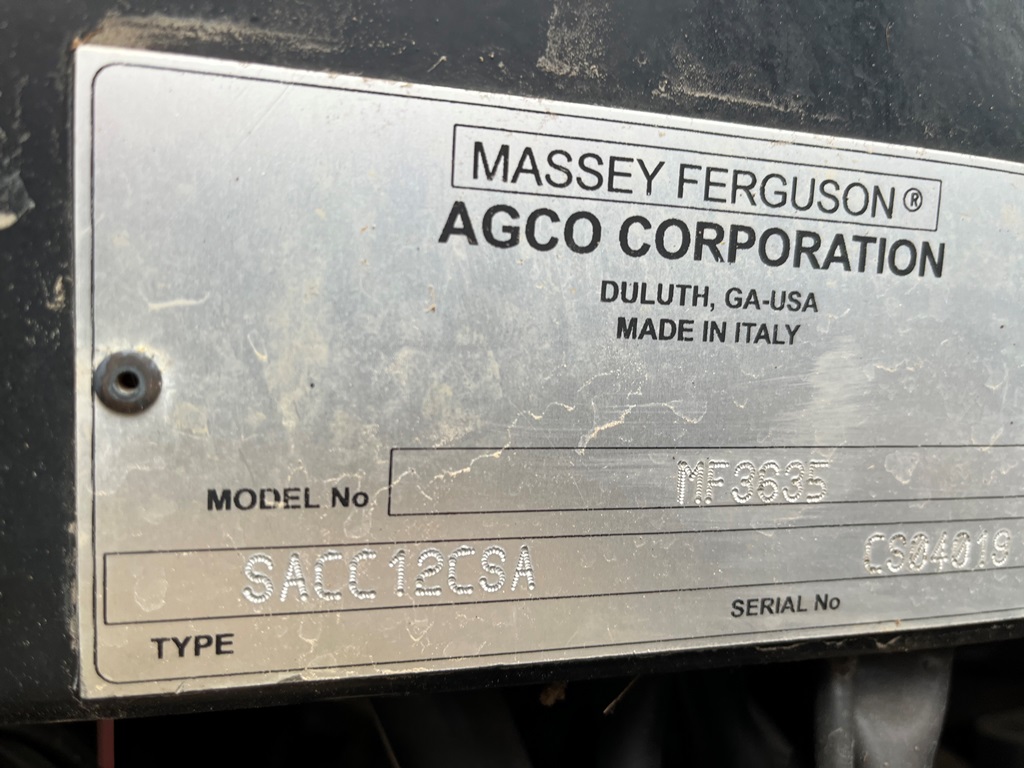 MASSEY FERGUSON®
AGCO CORPORATION
DULUTH, GA-USA
MADE IN ITALY
MODEL No MF3635
SACC12CSA CS04019
TYPE SERIAL No